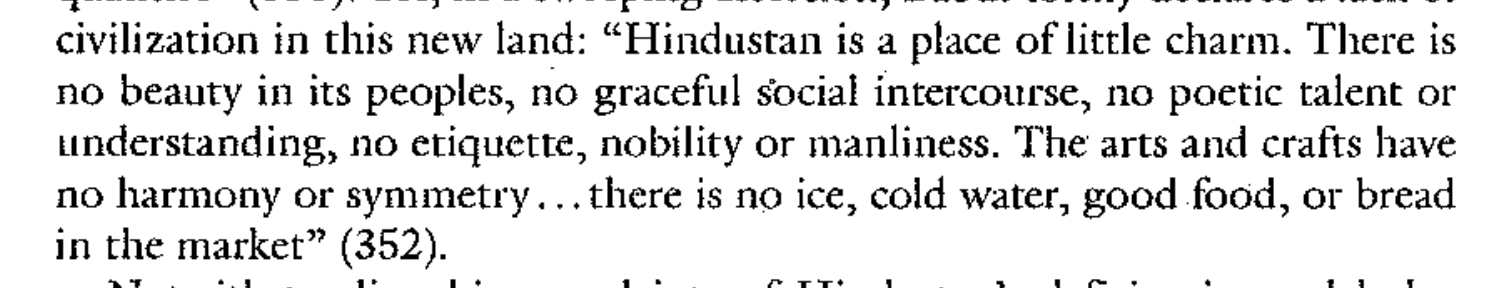 civilization in this new land: “Hindustan is a place of little charm. There is
no beauty in its peoples, no graceful social intercourse, no poetic talent or
understanding, no etiquette, nobility or manliness. The arts and crafts have
no harmony or symmetry...there is no ice, cold water, good food, or bread
in the market” (352).